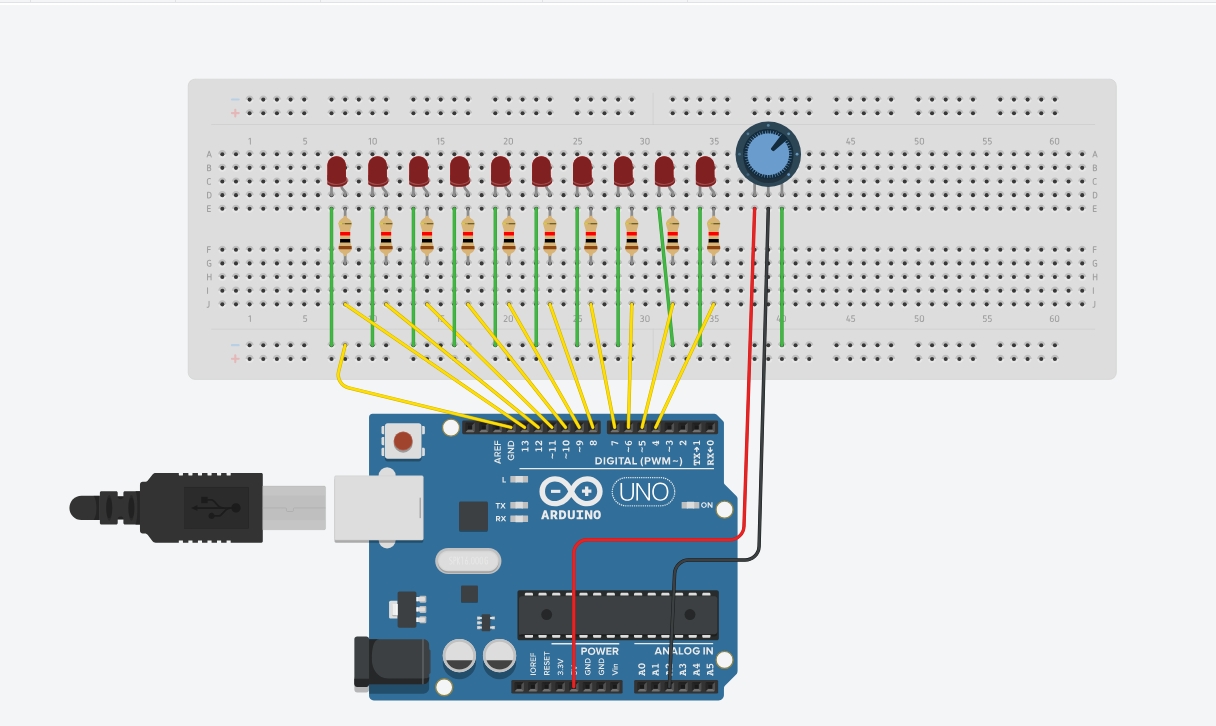 1 5 10 15 20 25 30 35 45 50 55 60
A A
B B
C C
D D
E E
F F
G G
H H
I I
J J
1 5 10 15 20 25 30 35 40 45 50 55 60
AREF GND 13 12 ~11 ~10 ~9 8 7 ~6 ~5 4 ~3 2 TX→1 RX←0
DIGITAL (PWM~)
L
TX
RX
UNO
ON
ARDUINO
POWER
ANALOG IN
IOREF RESET 3.3V GND GND Vin A0 A1 A3 A4 A5